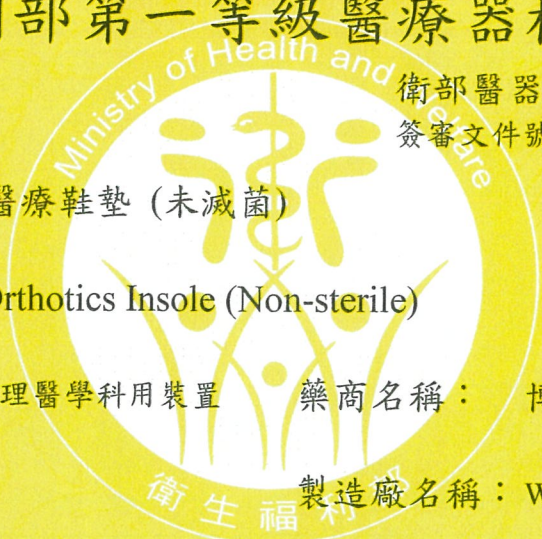 部第一等級醫療器
Ministry of Health and Welfare
衛部醫器
簽審文件號
醫療鞋墊 (未滅菌)
Orthotics Insole (Non-sterile)
理醫學科用裝置 藥商名稱： 博
製造廠名稱： W
衛生福利部